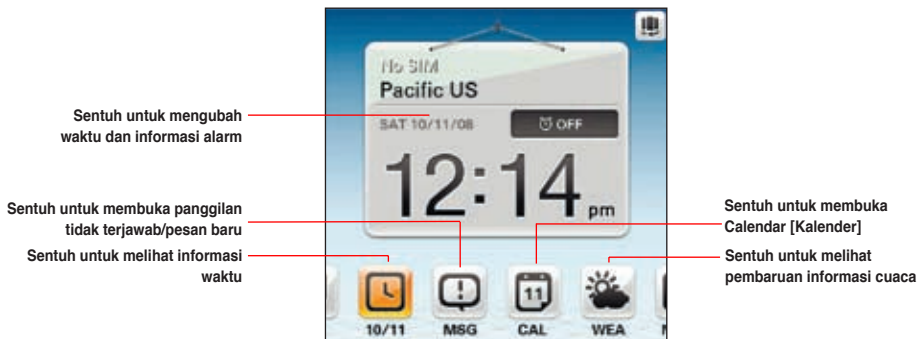 No SIM
Pacific US
SAT 10/11/08
OFF
12:14 pm
Sentuh untuk mengubah
waktu dan informasi alarm
Sentuh untuk membuka panggilan
tidak terjawab/pesan baru
Sentuh untuk melihat informasi
waktu
Sentuh untuk membuka
Calendar [Kalender]
Sentuh untuk melihat
pembaruan informasi cuaca
11
10/11
MSG
CAL
WEA